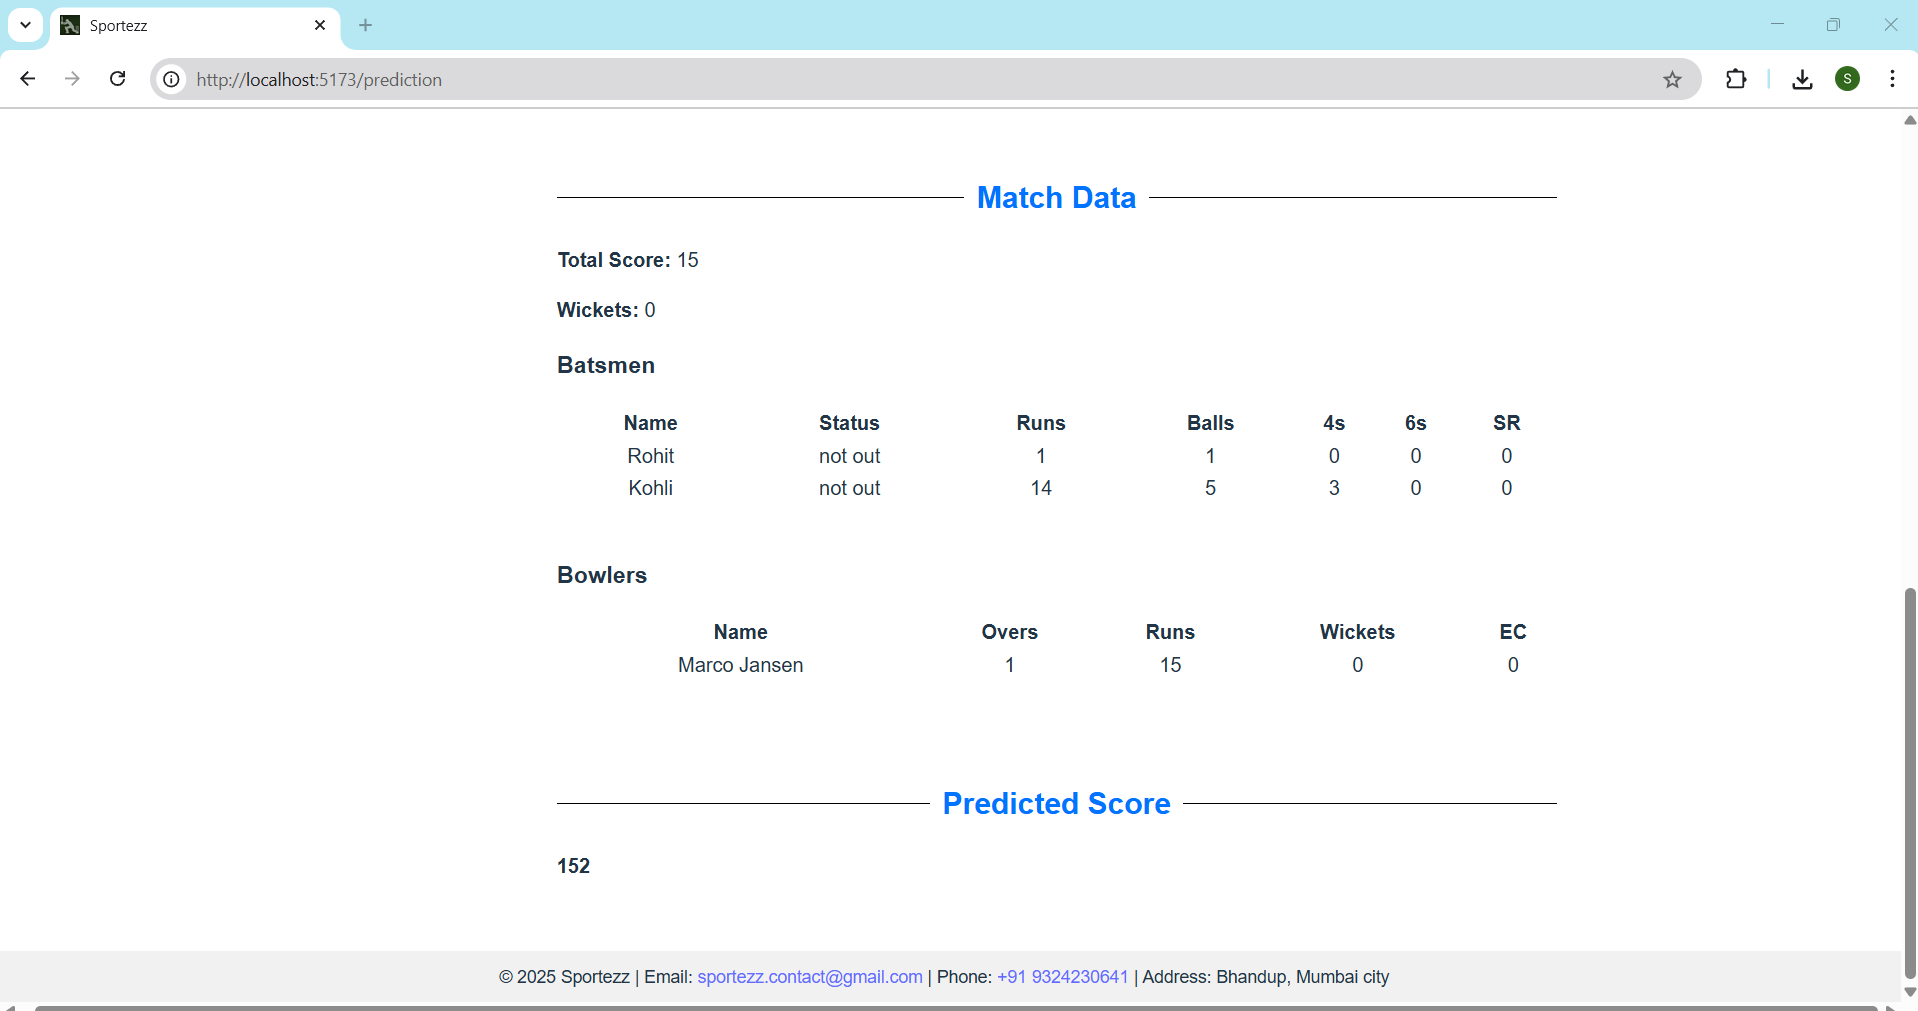 Sportezz
http://localhost:5173/prediction
S
Match Data
Total Score: 15
Wickets: 0
Batsmen
Name Status Runs Balls 4s 6s SR
Rohit not out 1 1 0 0 0
Kohli not out 14 5 3 0 0
Bowlers
Name Overs Runs Wickets EC
Marco Jansen 1 15 0 0
Predicted Score
152
© 2025 Sportezz | Email: sportezz.contact@gmail.com | Phone: +91 9324230641 | Address: Bhandup, Mumbai city